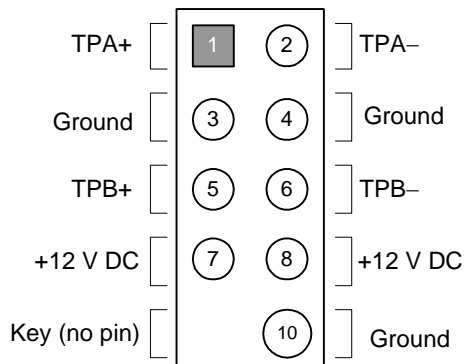 TPA+ 1 2 TPA−
Ground 3 4 Ground
TPB+ 5 6 TPB−
+12 V DC 7 8 +12 V DC
Key (no pin) 10 Ground